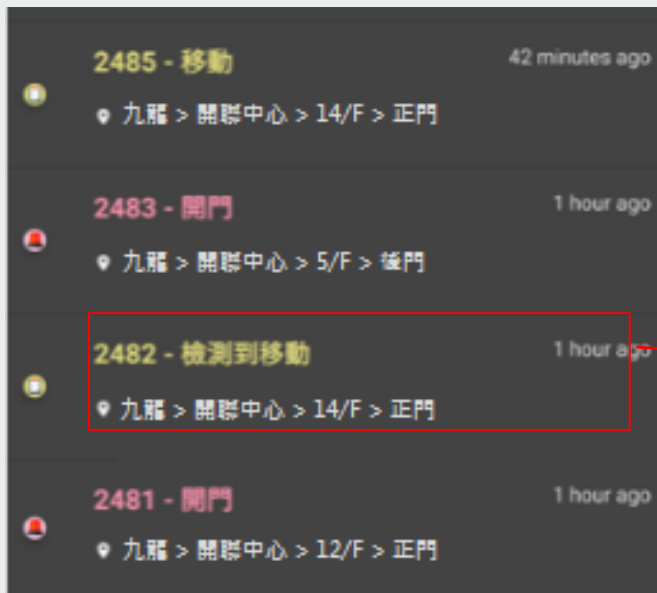 2485 - 移動
42 minutes ago
九龍 > 開聯中心 > 14/F > 正門
2483 - 開門
1 hour ago
九龍 > 開聯中心 > 5/F > 後門
2482 - 檢測到移動
1 hour ago
九龍 > 開聯中心 > 14/F > 正門
2481 - 開門
1 hour ago
九龍 > 開聯中心 > 12/F > 正門